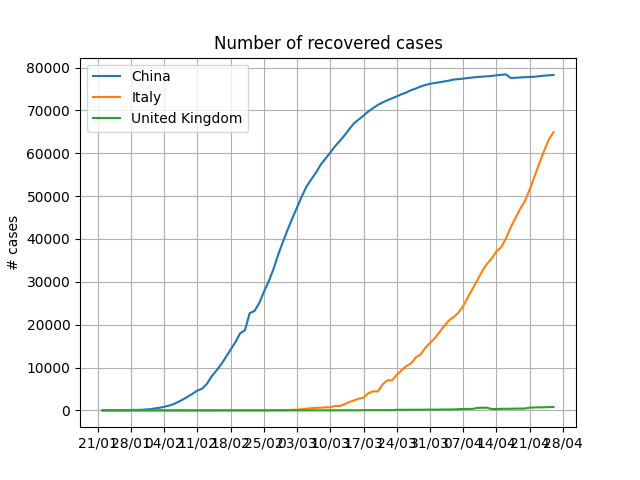 Number of recovered cases
China
Italy
United Kingdom
# cases
80000
70000
60000
50000
40000
30000
20000
10000
0
21/01 28/01 04/02 11/02 18/02 25/02 03/03 10/03 17/03 24/03 31/03 07/04 14/04 21/04 28/04